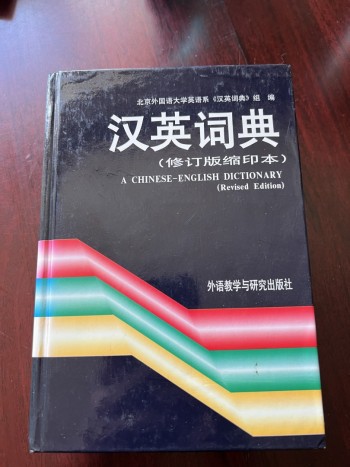 北京外国语大学英语系《汉英词典》组 编
汉英词典
(修订版缩印本)
A CHINESE-ENGLISH DICTIONARY
(Revised Edition)
外语教学与研究出版社